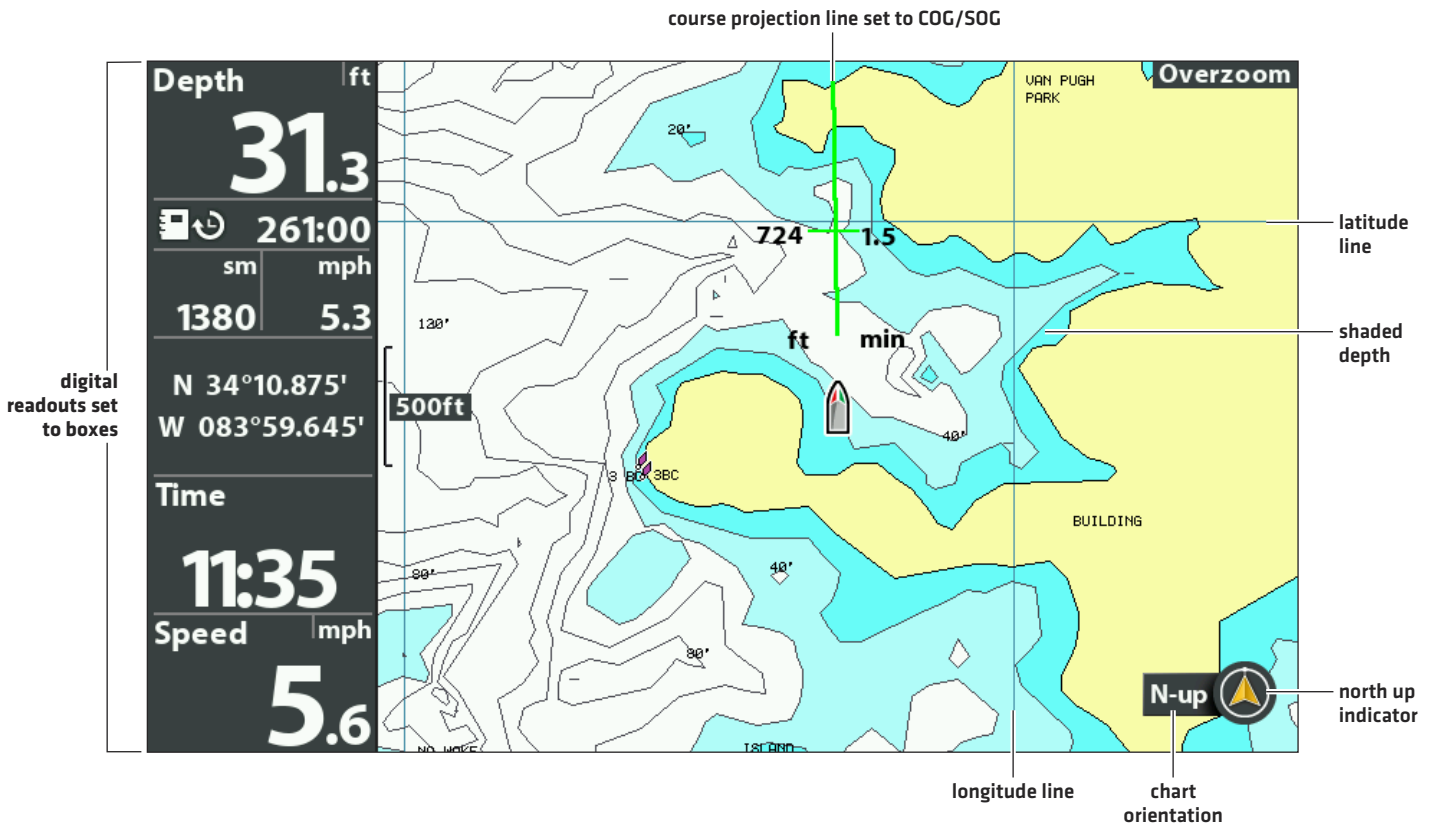 course projection line set to COG/SOG
Depth ft
31.3
261:00
sm mph
1380 5.3
N 34°10.875'
W 083°59.645'
Time
11:35
Speed mph
5.6
digital
readouts set
to boxes
Overzoom
VAN PUGH
PARK
20'
724 1.5
ft min
120'
500ft
40'
3 BC 3BC
BUILDING
80'
40'
80'
NO WAKE
ISLAND
N-up
latitude
line
shaded
depth
north up
indicator
longitude line
chart
orientation